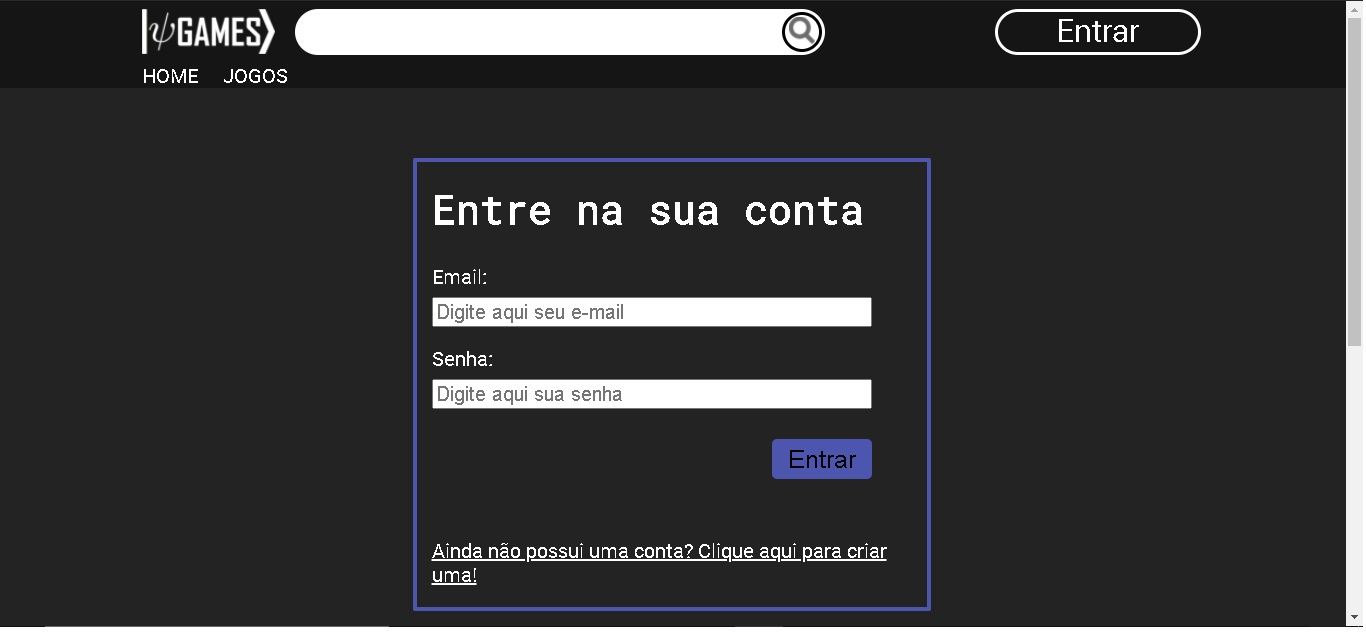 |ψGAMES⟩
Entrar
HOME JOGOS
Entre na sua conta
Email:
Digite aqui seu e-mail
Senha:
Digite aqui sua senha
Entrar
Ainda não possui uma conta? Clique aqui para criar
uma!